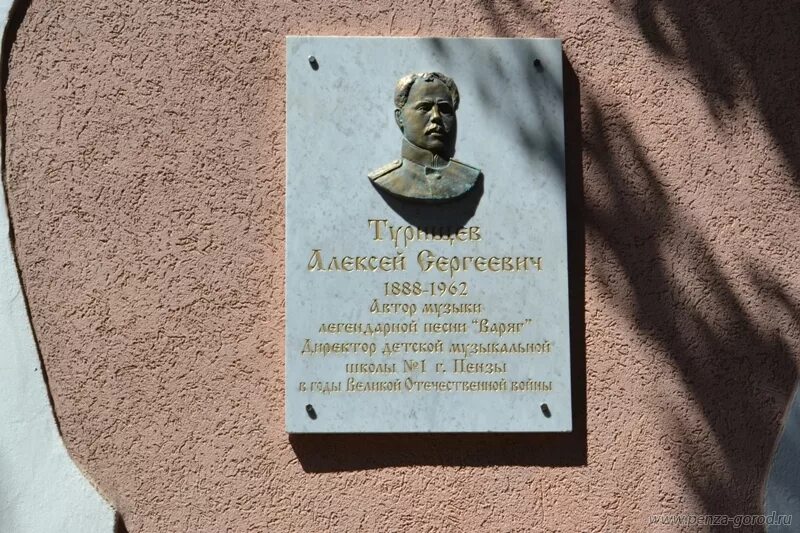 Турищев
Алексей Сергеевич
1888-1962
Автор музыки
легендарной песни "Варяг"
Директор детской музыкальной
школы №1 г. Пензы
в годы Великой Отечественной войны
www.penza-gorod.ru